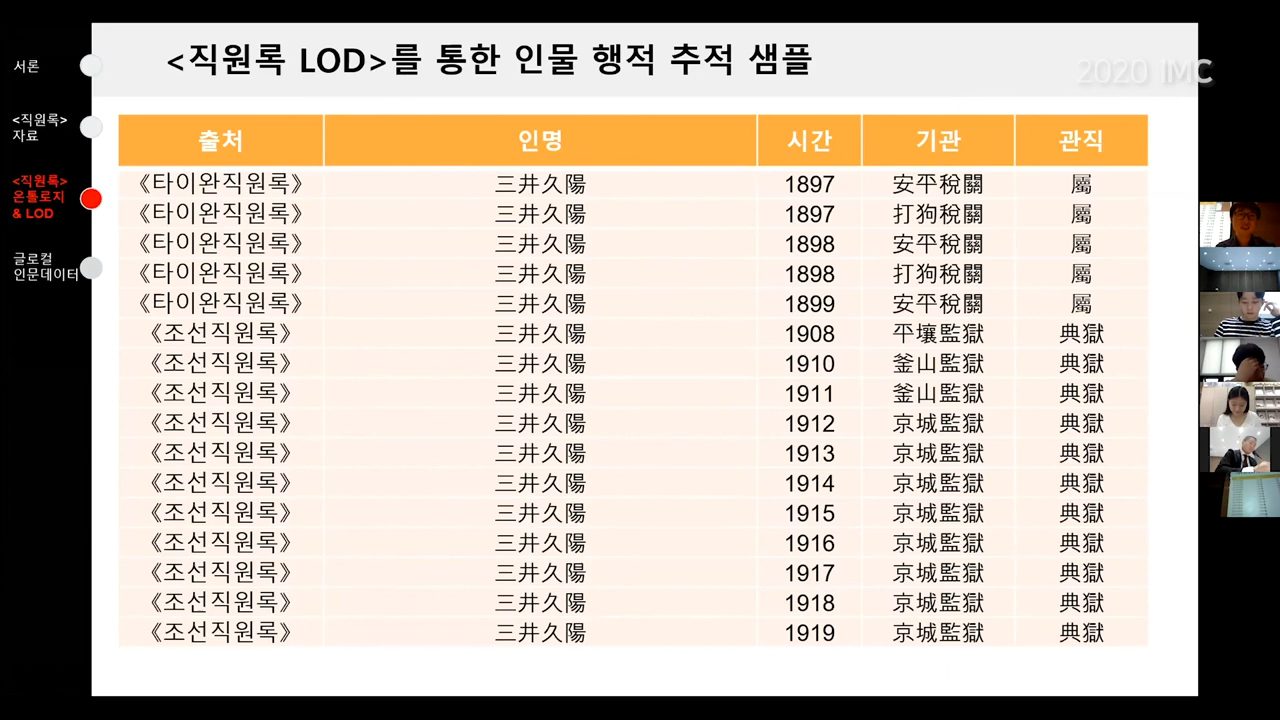 <직원록 LOD>를 통한 인물 행적 추적 샘플
2020 IMC
서론
<직원록>
자료
<직원록>
온톨로지
& LOD
글로컬
인문데이터
출처 인명 시간 기관 관직
《타이완직원록》 三井久陽 1897 安平稅關 屬
《타이완직원록》 三井久陽 1897 打狗稅關 屬
《타이완직원록》 三井久陽 1898 安平稅關 屬
《타이완직원록》 三井久陽 1898 打狗稅關 屬
《타이완직원록》 三井久陽 1899 安平稅關 屬
《조선직원록》 三井久陽 1908 平壤監獄 典獄
《조선직원록》 三井久陽 1910 釜山監獄 典獄
《조선직원록》 三井久陽 1911 釜山監獄 典獄
《조선직원록》 三井久陽 1912 京城監獄 典獄
《조선직원록》 三井久陽 1913 京城監獄 典獄
《조선직원록》 三井久陽 1914 京城監獄 典獄
《조선직원록》 三井久陽 1915 京城監獄 典獄
《조선직원록》 三井久陽 1916 京城監獄 典獄
《조선직원록》 三井久陽 1917 京城監獄 典獄
《조선직원록》 三井久陽 1918 京城監獄 典獄
《조선직원록》 三井久陽 1919 京城監獄 典獄